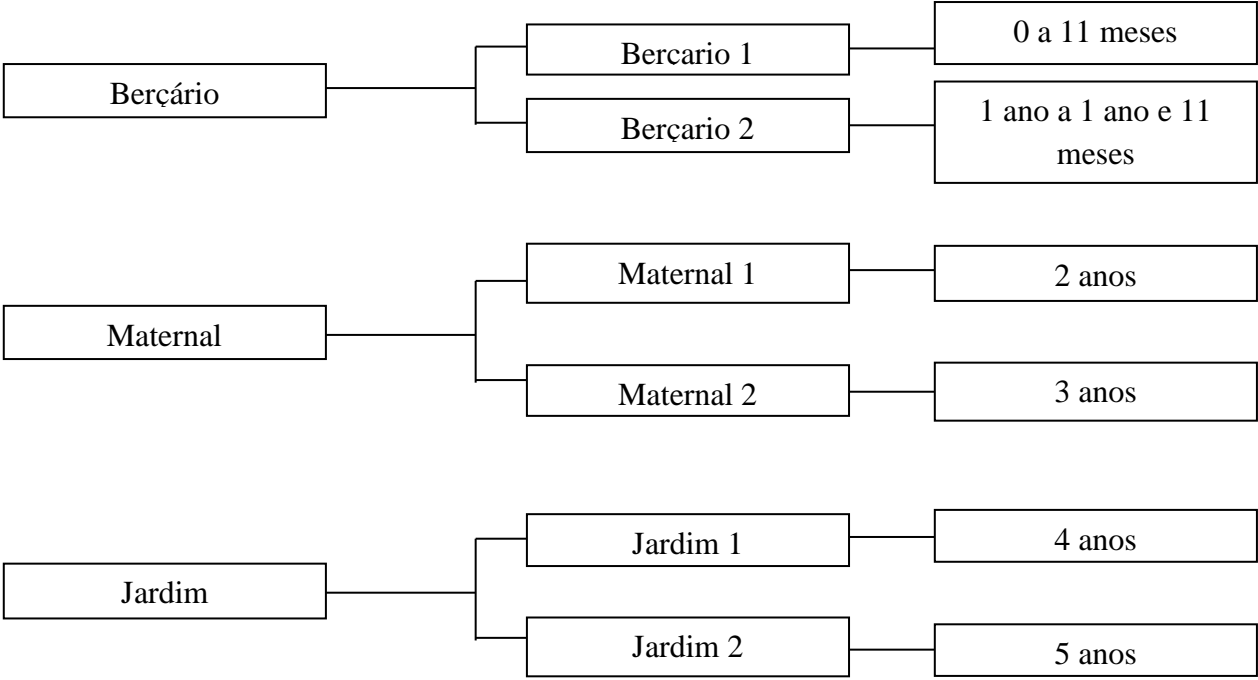 Berçário
Bercario 1
0 a 11 meses
Berçario 2
1 ano a 1 ano e 11
meses
Maternal
Maternal 1
2 anos
Maternal 2
3 anos
Jardim
Jardim 1
4 anos
Jardim 2
5 anos